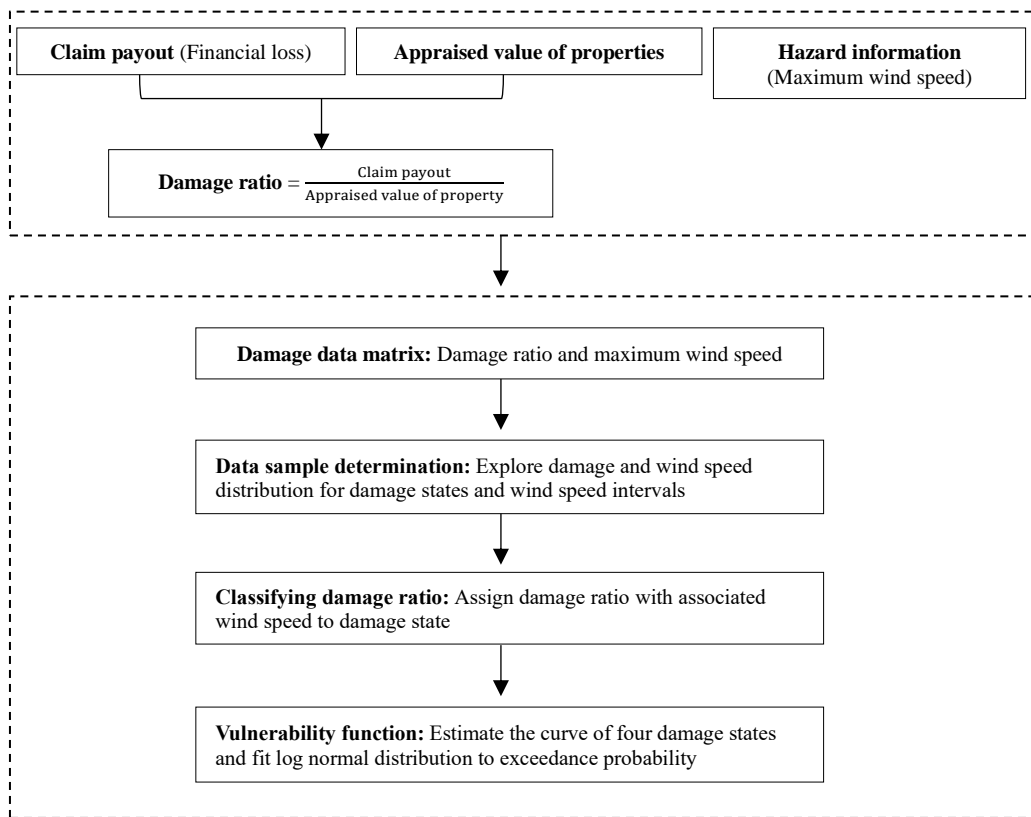 Claim payout (Financial loss)
Appraised value of properties
Hazard information
(Maximum wind speed)
Damage ratio = Claim payout / Appraised value of property
Damage data matrix: Damage ratio and maximum wind speed
Data sample determination: Explore damage and wind speed
distribution for damage states and wind speed intervals
Classifying damage ratio: Assign damage ratio with associated
wind speed to damage state
Vulnerability function: Estimate the curve of four damage states
and fit log normal distribution to exceedance probability